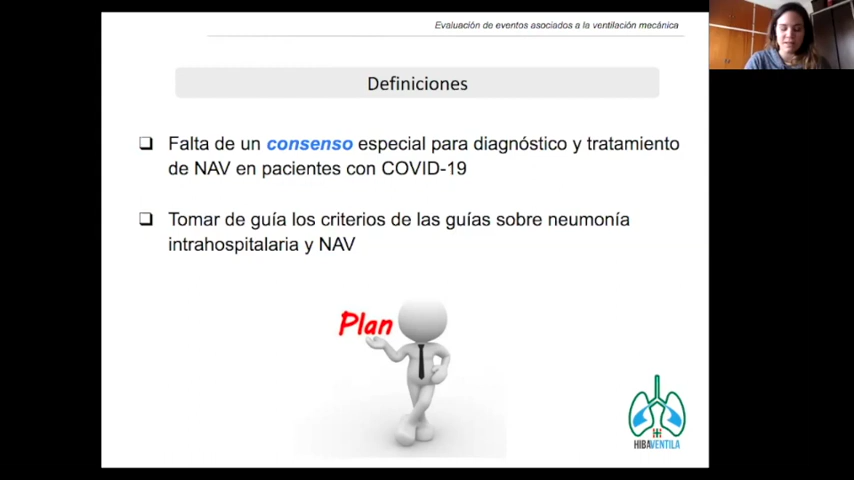 Evaluación de eventos asociados a la ventilación mecánica
Definiciones
Falta de un consenso especial para diagnóstico y tratamiento
de NAV en pacientes con COVID-19
Tomar de guía los criterios de las guías sobre neumonía
intrahospitalaria y NAV
Plan
HIBAVENTILA